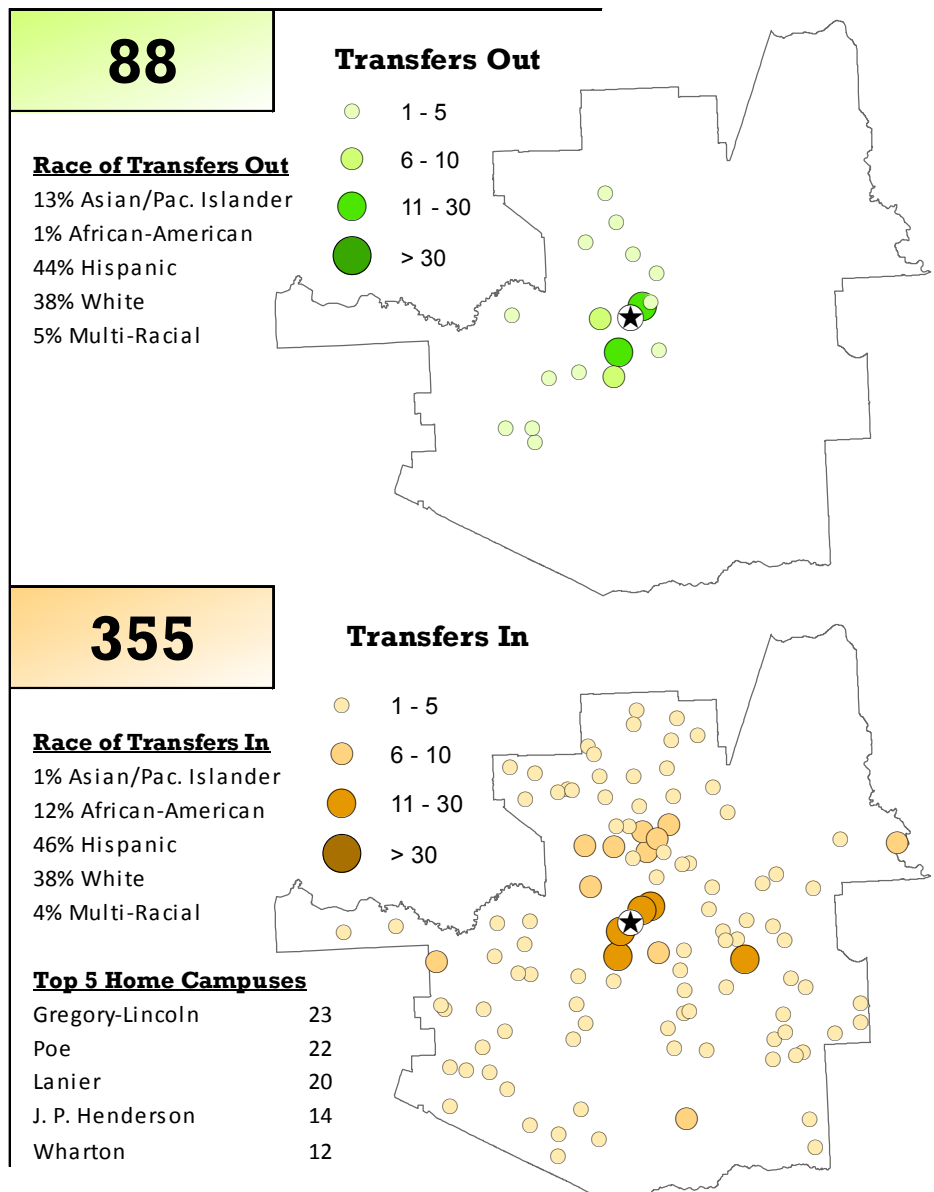 88
Transfers Out
1 - 5
6 - 10
11 - 30
> 30
Race of Transfers Out
13% Asian/Pac. Islander
1% African-American
44% Hispanic
38% White
5% Multi-Racial
355
Transfers In
1 - 5
6 - 10
11 - 30
> 30
Race of Transfers In
1% Asian/Pac. Islander
12% African-American
46% Hispanic
38% White
4% Multi-Racial
Top 5 Home Campuses
Gregory-Lincoln 23
Poe 22
Lanier 20
J. P. Henderson 14
Wharton 12